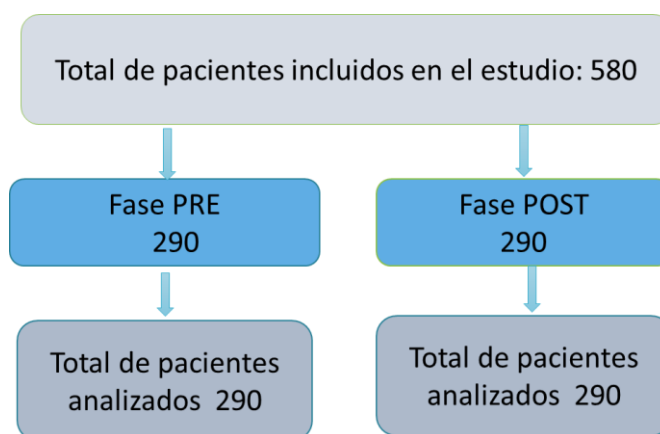 Total de pacientes incluidos en el estudio: 580
Fase PRE
290
Fase POST
290
Total de pacientes
analizados 290
Total de pacientes
analizados 290